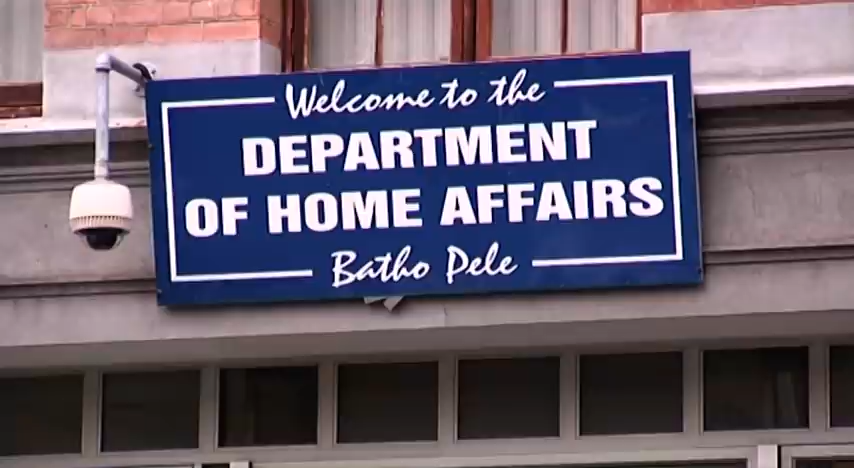 Welcome to the
DEPARTMENT
OF HOME AFFAIRS
Batho Pele